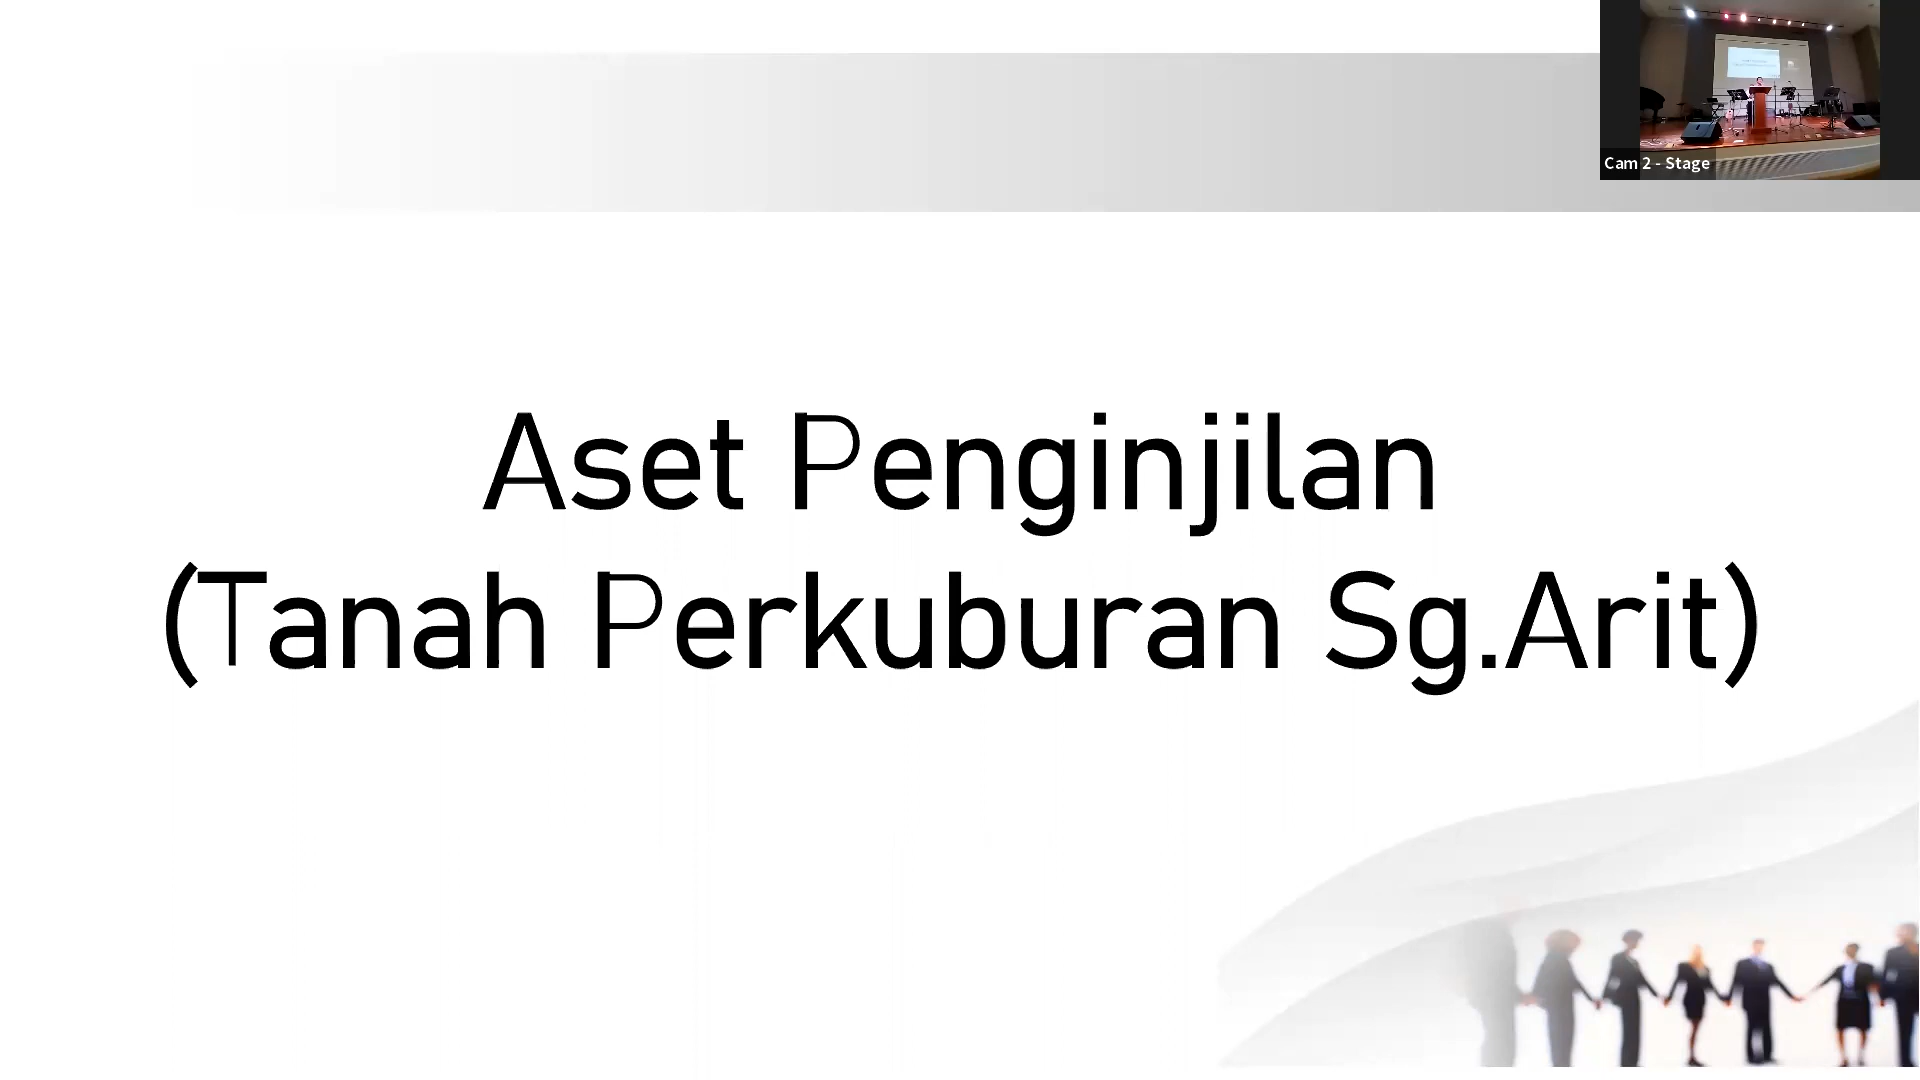 Cam 2 - Stage
Aset Penginjilan
(Tanah Perkuburan Sg.Arit)